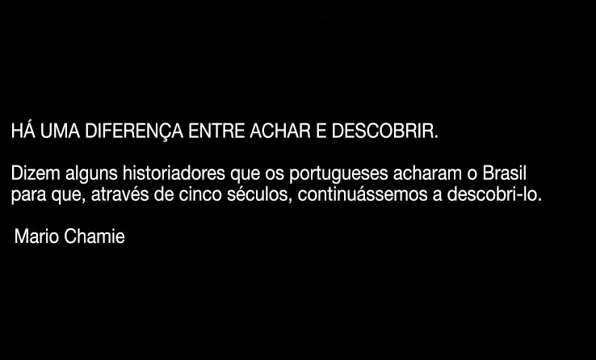 HÁ UMA DIFERENÇA ENTRE ACHAR E DESCOBRIR.
Dizem alguns historiadores que os portugueses acharam o Brasil
para que, através de cinco séculos, continuássemos a descobri-lo.
Mario Chamie